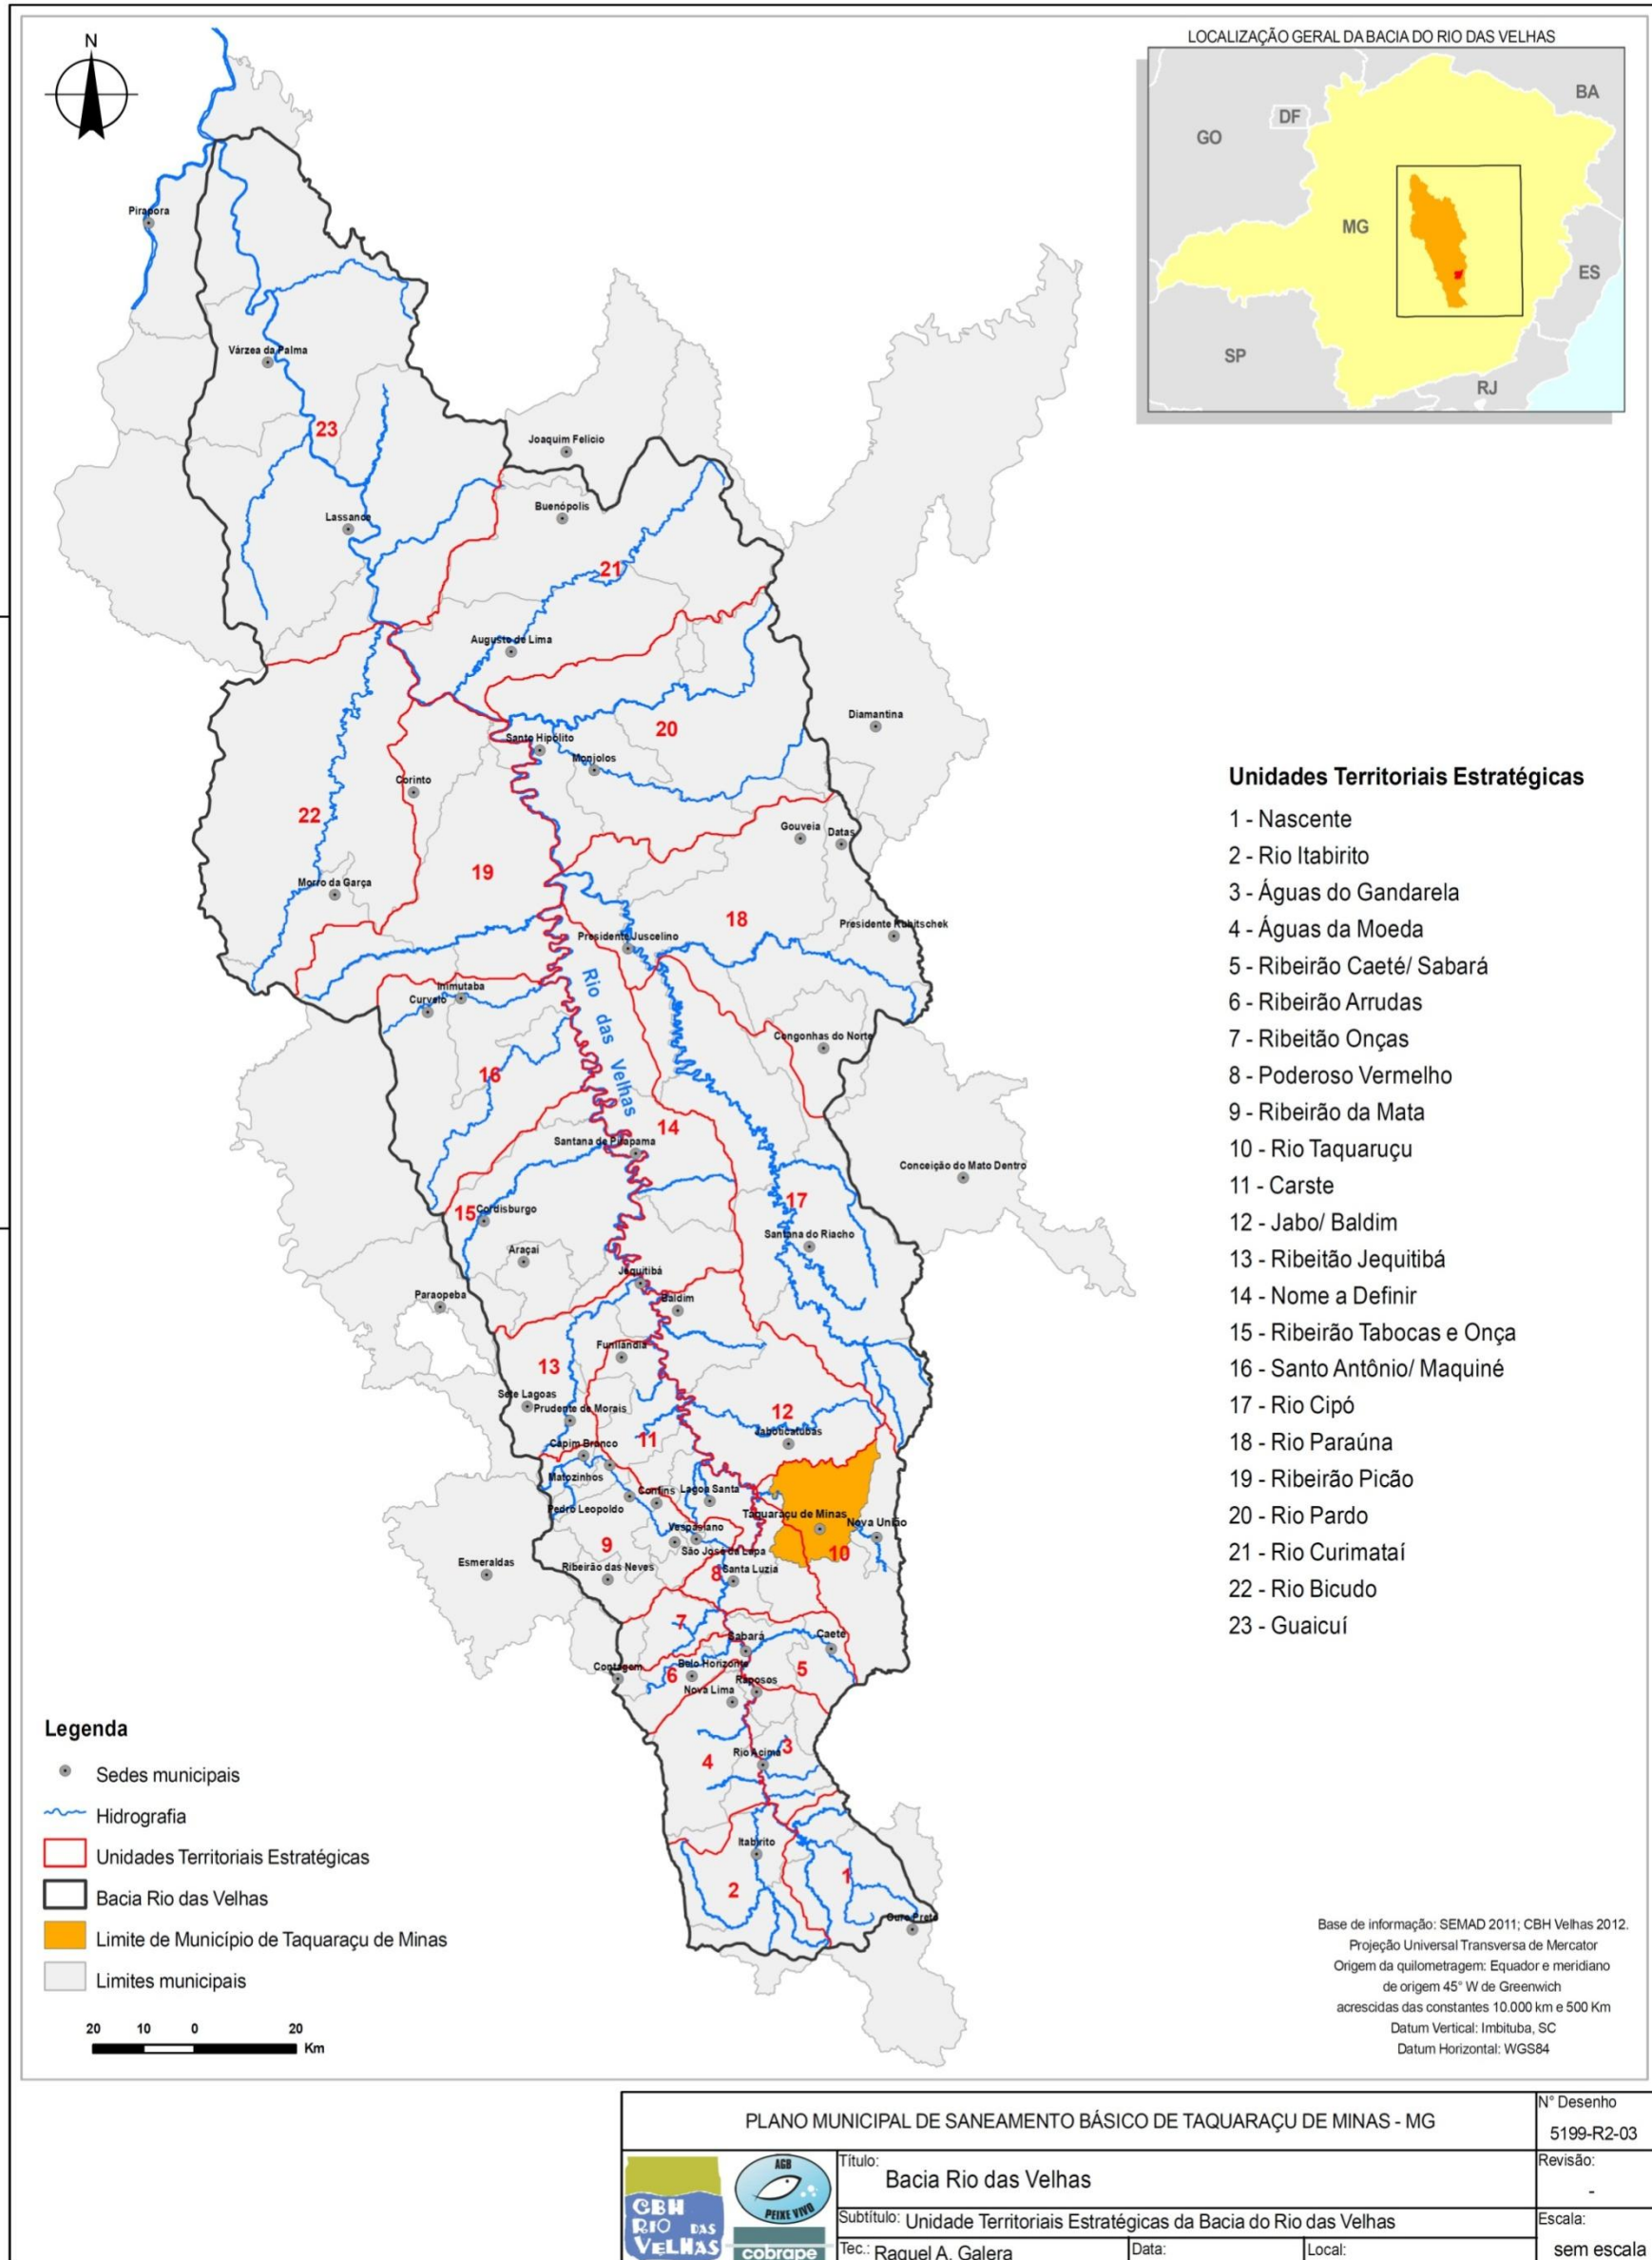 LOCALIZAÇÃO GERAL DA BACIA DO RIO DAS VELHAS
N
BA
DF
GO
MG
ES
SP
RJ
Pirapora
Várzea da Palma
23
Joaquim Felício
Buenópolis
Lassance
21
Augusto de Lima
Diamantina
20
Santo Hipólito
Monjolos
Corinto
22
Gouveia
Datas
19
Morro da Garça
18
Presidente Kubitschek
Presidente Juscelino
Rio das Velhas
Inimutaba
Curvelo
Congonhas do Norte
16
14
Santana de Pirapama
Conceição do Mato Dentro
17
15
Cordisburgo
Santana do Riacho
Araçaí
Jequitibá
Paraopeba
Baldim
Funilândia
13
Sete Lagoas
Prudente de Morais
12
Jaboticatubas
11
Capim Branco
Matozinhos
Confins
Lagoa Santa
Pedro Leopoldo
Taquaraçu de Minas
Nova União
Vespasiano
9
São José da Lapa
10
Esmeraldas
Ribeirão das Neves
8
Santa Luzia
7
Sabará
Caeté
Contagem
6
Belo Horizonte
5
Raposos
Nova Lima
4
Rio Acima
3
Itabirito
2
1
Ouro Preto
Unidades Territoriais Estratégicas
1 - Nascente
2 - Rio Itabirito
3 - Águas do Gandarela
4 - Águas da Moeda
5 - Ribeirão Caeté/ Sabará
6 - Ribeirão Arrudas
7 - Ribeitão Onças
8 - Poderoso Vermelho
9 - Ribeirão da Mata
10 - Rio Taquaruçu
11 - Carste
12 - Jabo/ Baldim
13 - Ribeitão Jequitibá
14 - Nome a Definir
15 - Ribeirão Tabocas e Onça
16 - Santo Antônio/ Maquiné
17 - Rio Cipó
18 - Rio Paraúna
19 - Ribeirão Picão
20 - Rio Pardo
21 - Rio Curimataí
22 - Rio Bicudo
23 - Guaicuí
Legenda
Sedes municipais
Hidrografia
Unidades Territoriais Estratégicas
Bacia Rio das Velhas
Limite de Município de Taquaraçu de Minas
Limites municipais
20 10 0 20
Km
Base de informação: SEMAD 2011; CBH Velhas 2012.
Projeção Universal Transversa de Mercator
Origem da quilometragem: Equador e meridiano
de origem 45° W de Greenwich
acrescidas das constantes 10.000 km e 500 Km
Datum Vertical: Imbituba, SC
Datum Horizontal: WGS84
PLANO MUNICIPAL DE SANEAMENTO BÁSICO DE TAQUARAÇU DE MINAS - MG
N° Desenho
5199-R2-03
CBH
RIO DAS
VELHAS
AGB
PEIXE VIVO
cobrape
Título:
Bacia Rio das Velhas
Revisão:
-
Subtítulo: Unidade Territoriais Estratégicas da Bacia do Rio das Velhas
Escala:
sem escala
Tec.: Raquel A. Galera
Data:
Local: